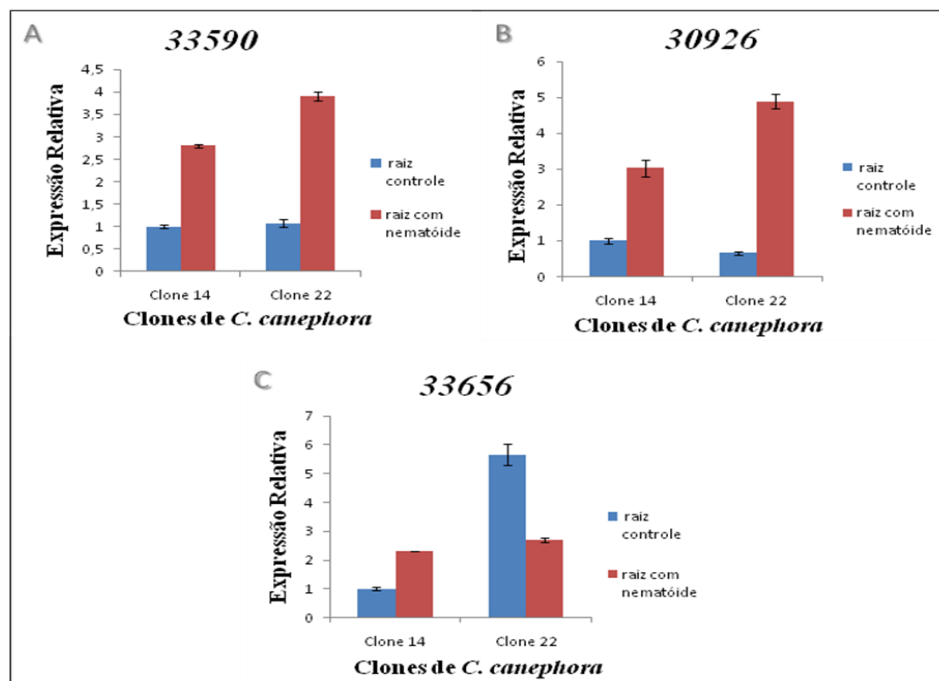 A
33590
Expressão Relativa
4,5
4
3,5
3
2,5
2
1,5
1
0,5
0
Clone 14
Clone 22
Clones de C. canephora
raiz
controle
raiz com
nematóide
B
30926
Expressão Relativa
6
5
4
3
2
1
0
Clone 14
Clone 22
Clones de C. canephora
raiz
controle
raiz com
nematóide
C
33656
Expressão Relativa
7
6
5
4
3
2
1
0
Clone 14
Clone 22
Clones de C. canephora
raiz
controle
raiz com
nematóide